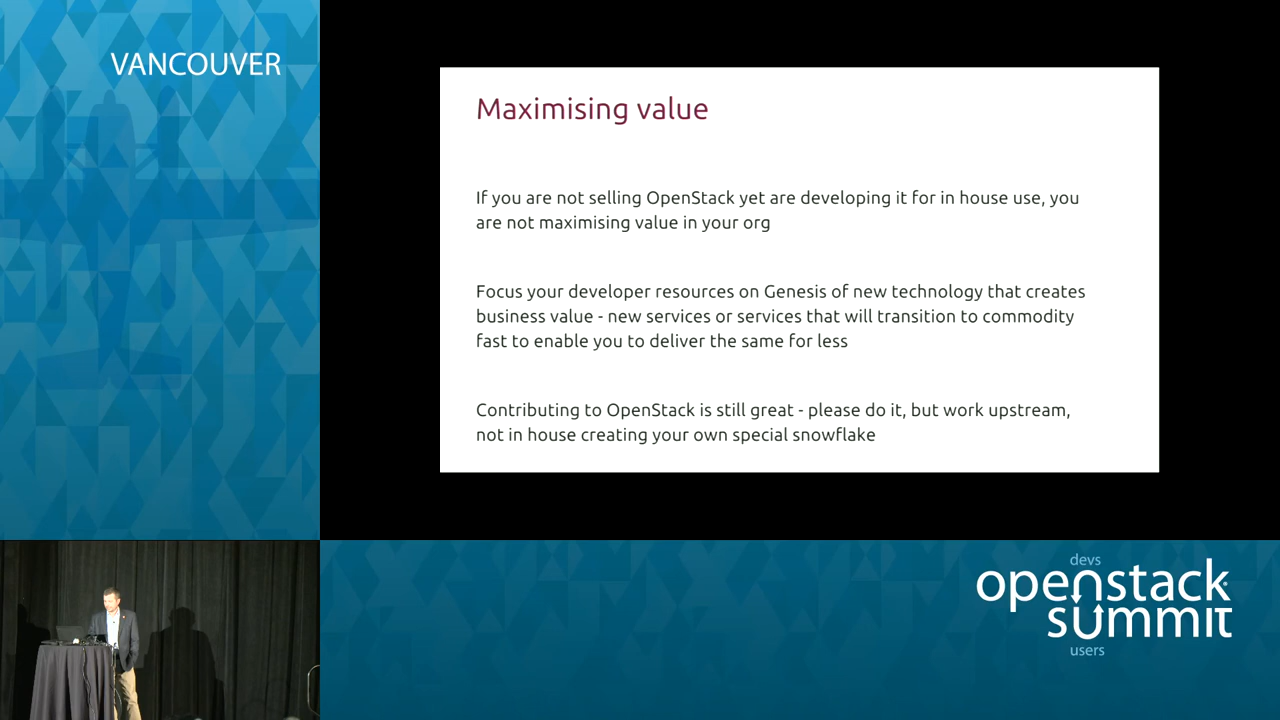 VANCOUVER
Maximising value
If you are not selling OpenStack yet are developing it for in house use, you
are not maximising value in your org
Focus your developer resources on Genesis of new technology that creates
business value - new services or services that will transition to commodity
fast to enable you to deliver the same for less
Contributing to OpenStack is still great - please do it, but work upstream,
not in house creating your own special snowflake
devs
openstack
summit
users